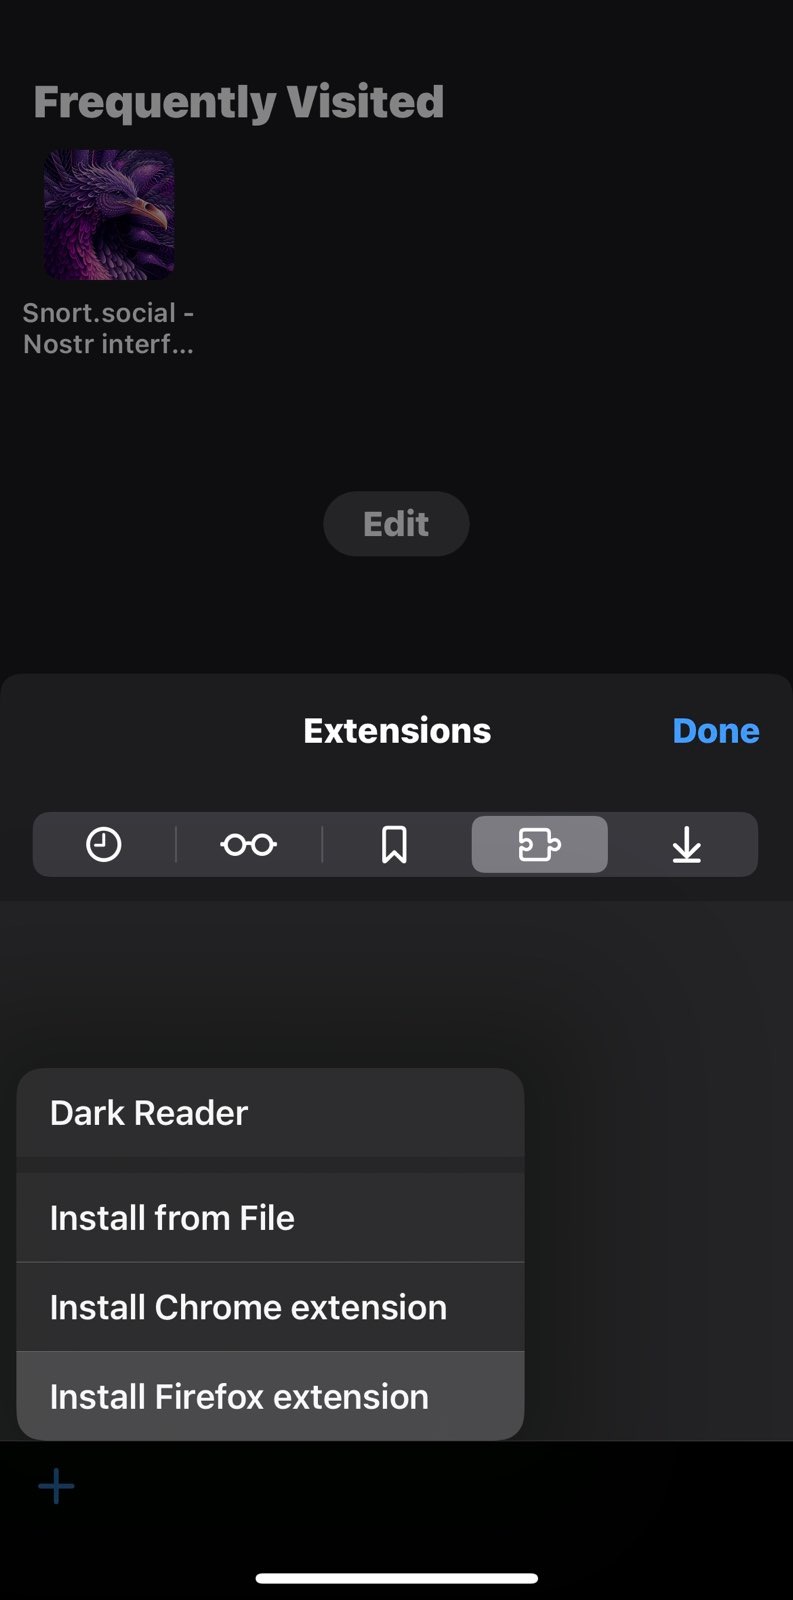 Frequently Visited
Snort.social -
Nostr interf...
Edit
Extensions
Done
Dark Reader
Install from File
Install Chrome extension
Install Firefox extension